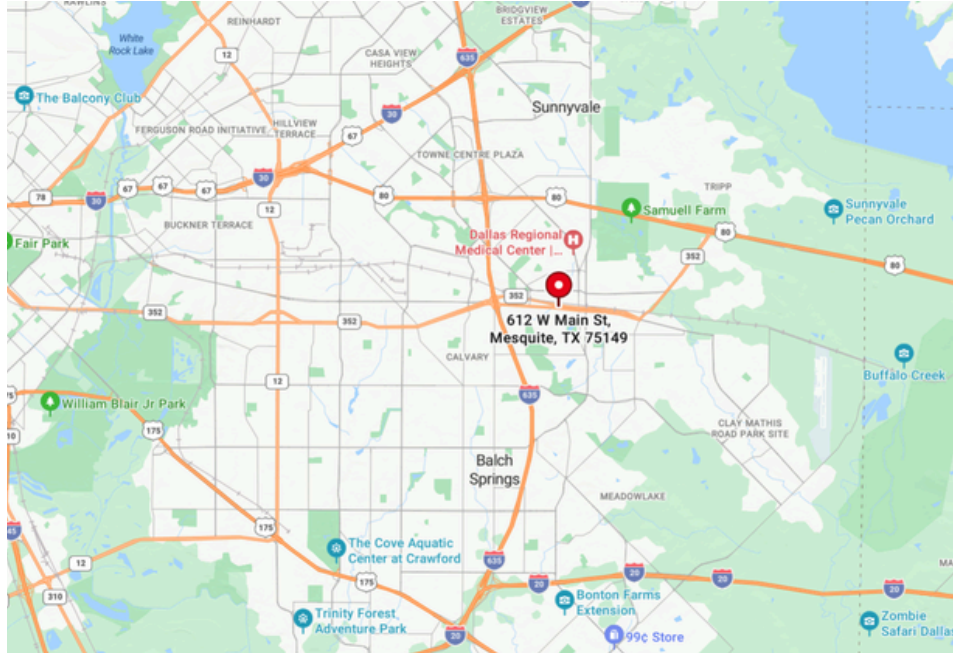 RAWLINS
REINHARDT
BRIDGVIEW
ESTATES
White
Rock Lake
12
CASA VIEW
HEIGHTS
635
The Balcony Club
30
Sunnyvale
FERGUSON ROAD INITIATIVE
HILLVIEW
TERRACE
67
TOWNE CENTRE PLAZA
30
67
67
80
TRIPP
78
30
12
Samuell Farm
Sunnyvale
Pecan Orchard
BUCKNER TERRACE
80
Fair Park
Dallas Regional
Medical Center |...
352
80
352
352
352
612 W Main St,
Mesquite, TX 75149
CALVARY
Buffalo Creek
12
635
William Blair Jr Park
175
CLAY MATHIS
ROAD PARK SITE
310
Balch
Springs
MEADOWLAKE
175
45
The Cove Aquatic
Center at Crawford
635
12
175
20
20
20
20
310
Bonton Farms
Extension
Trinity Forest
Adventure Park
20
99¢ Store
Zombie
Safari Dallas